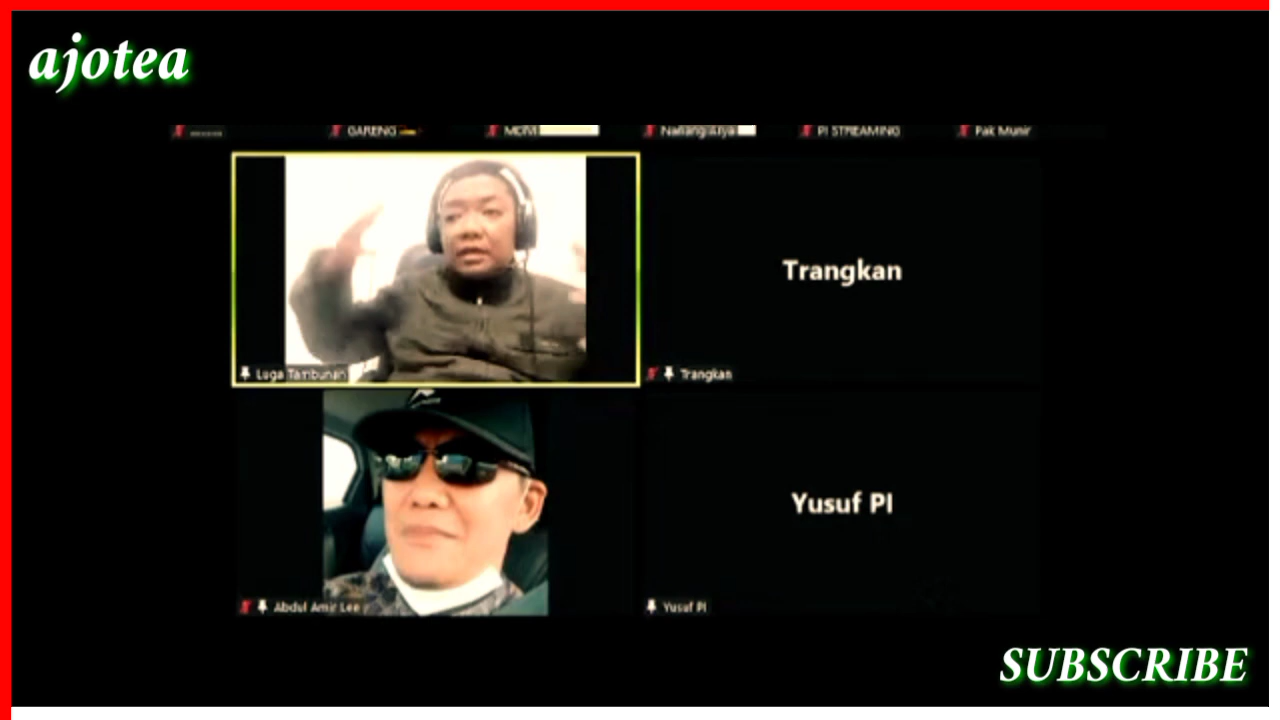 ajotea
GARENG
PI STREAMING
Pak Munir
Trangkan
Luga Tambunan
Trangkan
Yusuf PI
Abdul Amir Lee
Yusuf PI
SUBSCRIBE